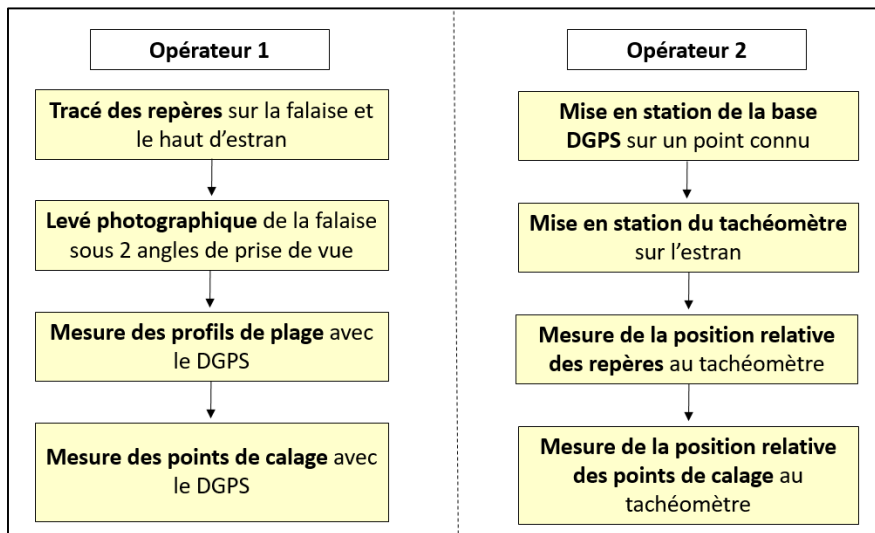 Opérateur 1
Tracé des repères sur la falaise et
le haut d'estran
Levé photographique de la falaise
sous 2 angles de prise de vue
Mesure des profils de plage avec
le DGPS
Mesure des points de calage avec
le DGPS
Opérateur 2
Mise en station de la base
DGPS sur un point connu
Mise en station du tachéomètre
sur l'estran
Mesure de la position relative
des repères au tachéomètre
Mesure de la position relative
des points de calage au
tachéomètre